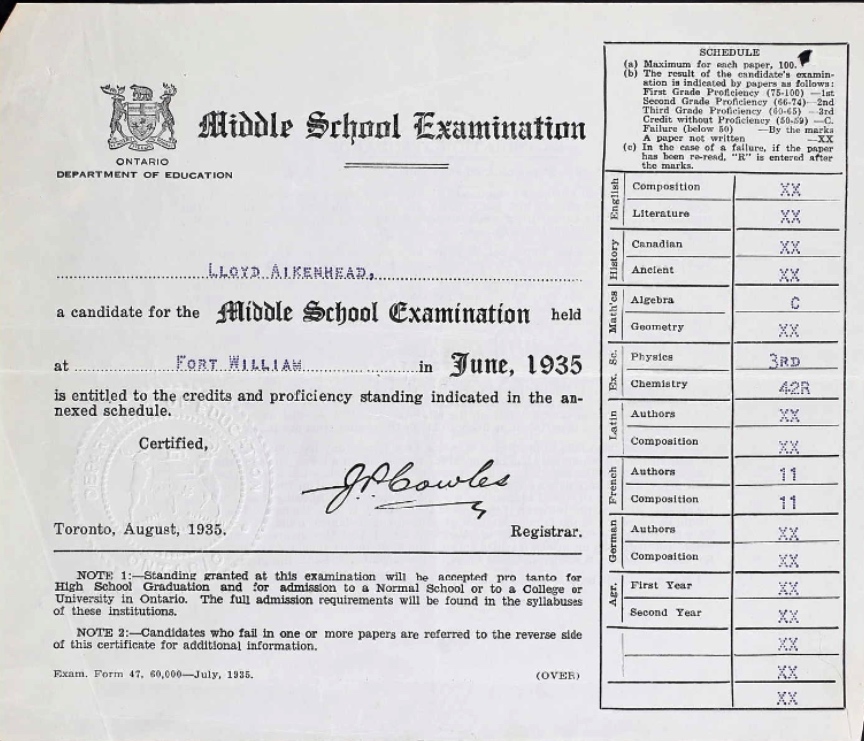 ONTARIO
DEPARTMENT OF EDUCATION
Middle School Examination
LLOYD AIKENHEAD,
a candidate for the Middle School Examination held
at FORT WILLIAM in June, 1935
is entitled to the credits and proficiency standing indicated in the an-
nexed schedule.
Certified,
Toronto, August, 1935.
Registrar.
NOTE 1:—Standing granted at this examination will be accepted pro tanto for
High School Graduation and for admission to a Normal School or to a College or
University in Ontario. The full admission requirements will be found in the syllabuses
of these institutions.
NOTE 2:—Candidates who fail in one or more papers are referred to the reverse side
of this certificate for additional information.
Exam. Form 47, 60,000—July, 1935. (OVER)
SCHEDULE
(a) Maximum for each paper, 100.
(b) The result of the candidate's examin-
ation is indicated by papers as follows:
First Grade Proficiency (75-100) —1st
Second Grade Proficiency (66-74)—2nd
Third Grade Proficiency (60-65) —3rd
Credit without Proficiency (50-59) —C.
Failure (below 50) —By the marks
A paper not written —XX
(c) In the case of a failure, if the paper
has been re-read, "R" is entered after
the marks.
English
Composition XX
Literature XX
History
Canadian XX
Ancient XX
Math'cs
Algebra C
Geometry XX
Ex. Sc.
Physics 3RD
Chemistry 42R
Latin
Authors XX
Composition XX
French
Authors 11
Composition 11
German
Authors XX
Composition XX
Agr.
First Year XX
Second Year XX
XX
XX
XX